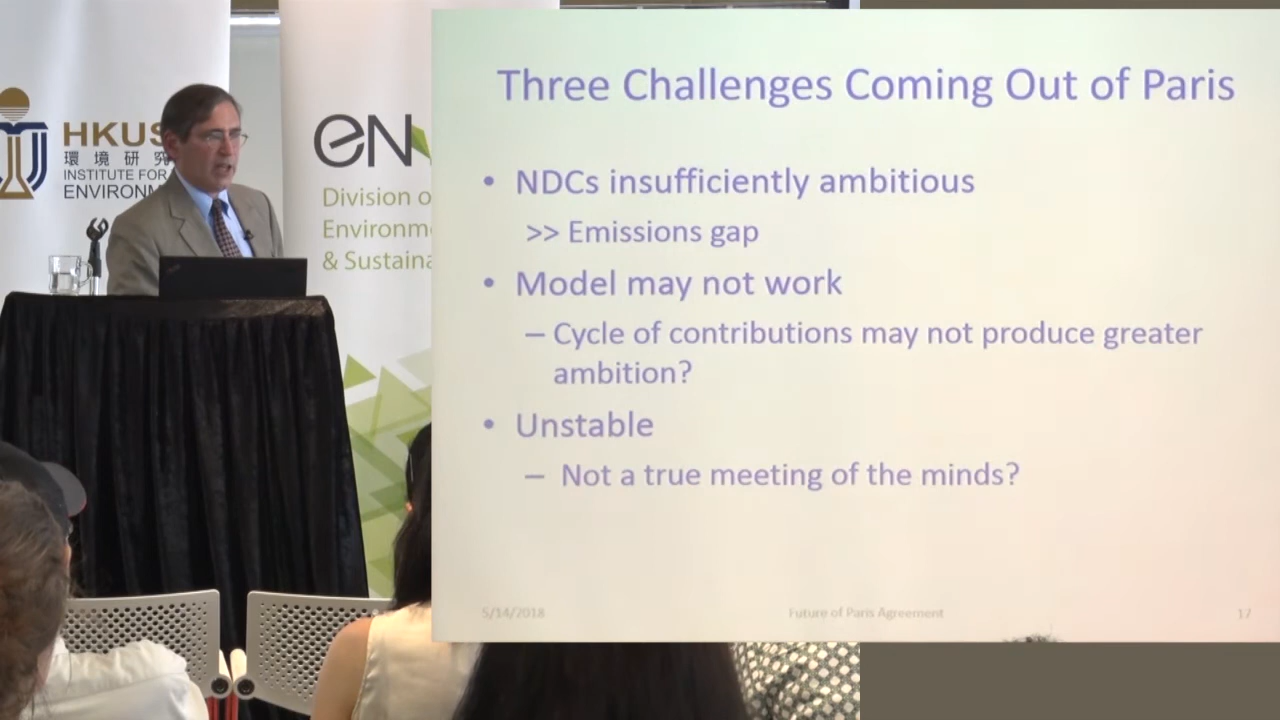 HKUS
環境研究
INSTITUTE FOR
ENVIRONM
eNV
Division o
Environme
& Sustaina
Three Challenges Coming Out of Paris
• NDCs insufficiently ambitious
>> Emissions gap
• Model may not work
– Cycle of contributions may not produce greater
ambition?
• Unstable
– Not a true meeting of the minds?
5/14/2018 Future of Paris Agreement 17